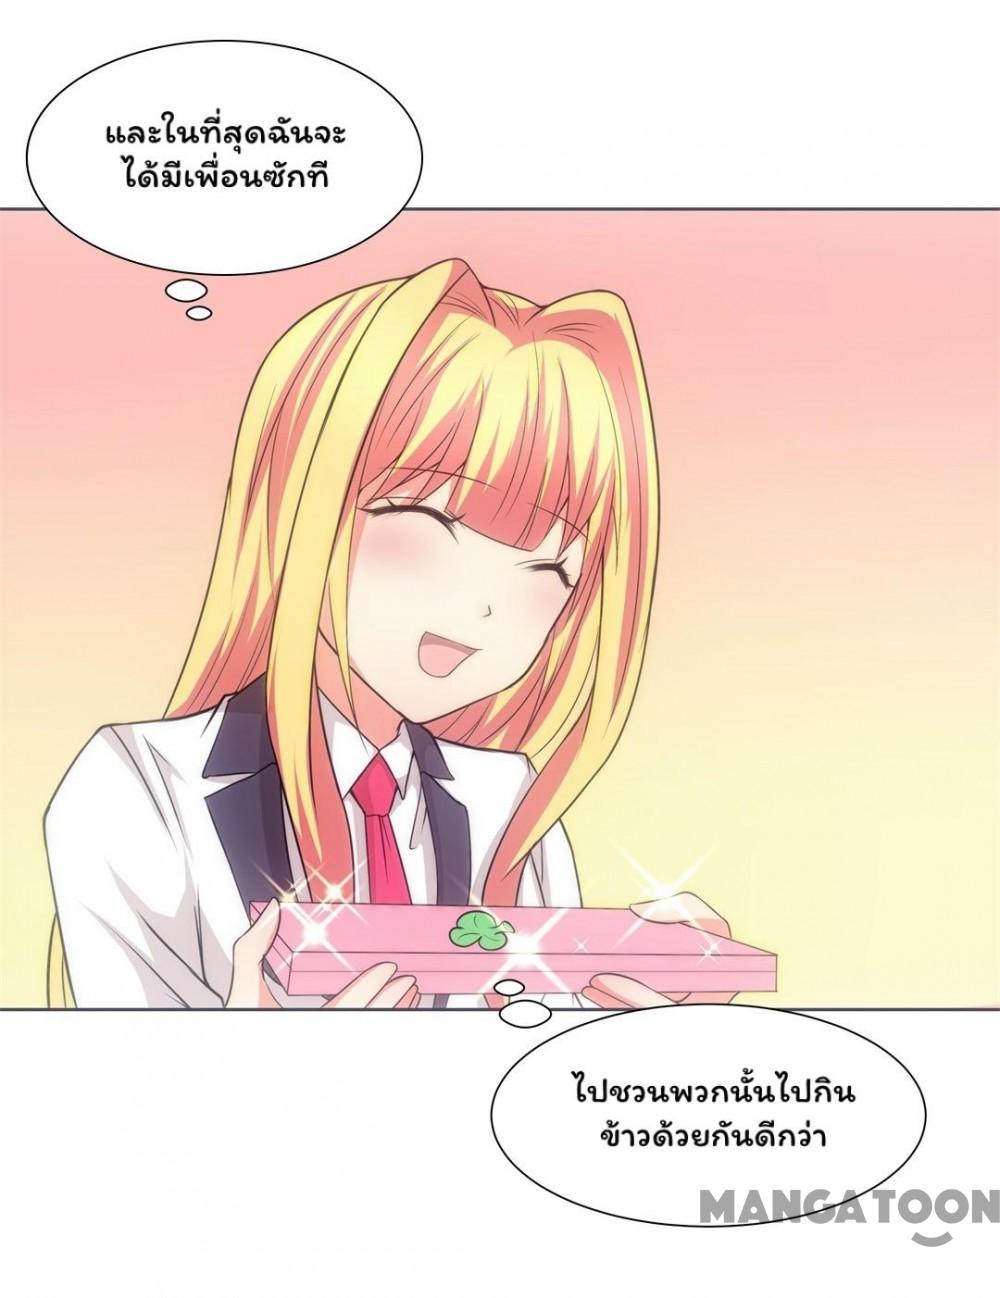 และในที่สุดฉันจะ
ได้มีเพื่อนซักที
ไปชวนพวกนั้นไปกิน
ข้าวด้วยกันดีกว่า
MANGATOON